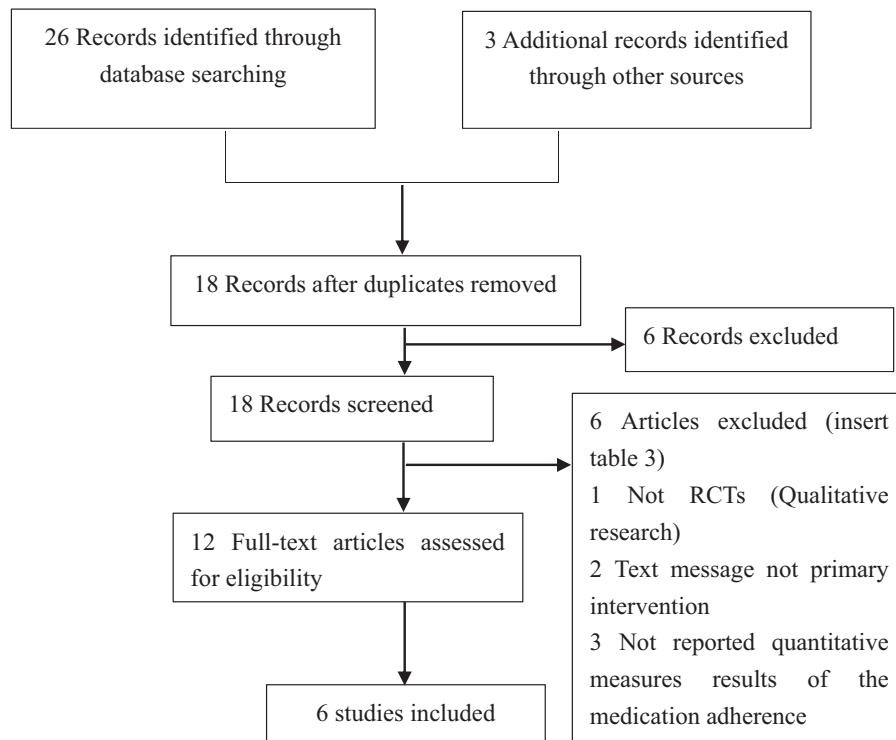 26 Records identified through
database searching
3 Additional records identified
through other sources
18 Records after duplicates removed
6 Records excluded
18 Records screened
6 Articles excluded (insert
table 3)
1 Not RCTs (Qualitative
research)
2 Text message not primary
intervention
3 Not reported quantitative
measures results of the
medication adherence
12 Full-text articles assessed
for eligibility
6 studies included